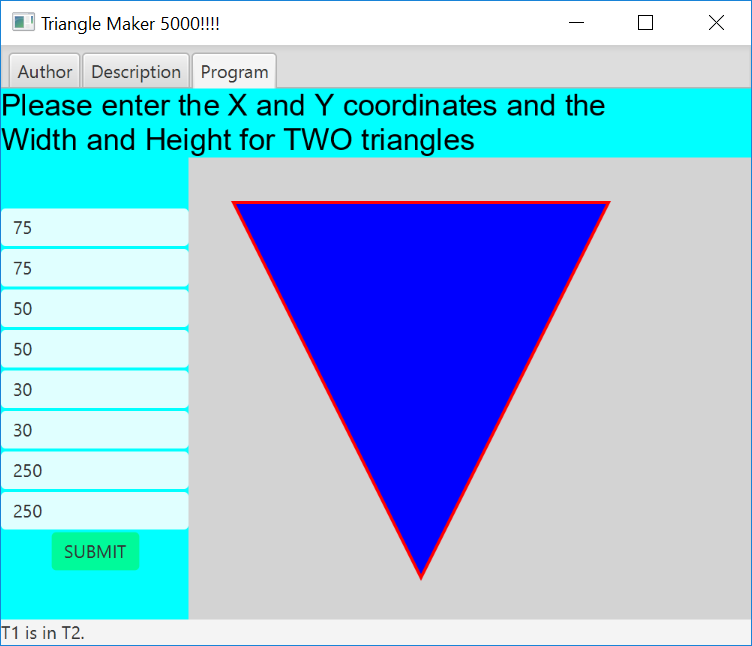 Triangle Maker 5000!!!!
Author Description Program
Please enter the X and Y coordinates and the
Width and Height for TWO triangles
75
75
50
50
30
30
250
250
SUBMIT
T1 is in T2.